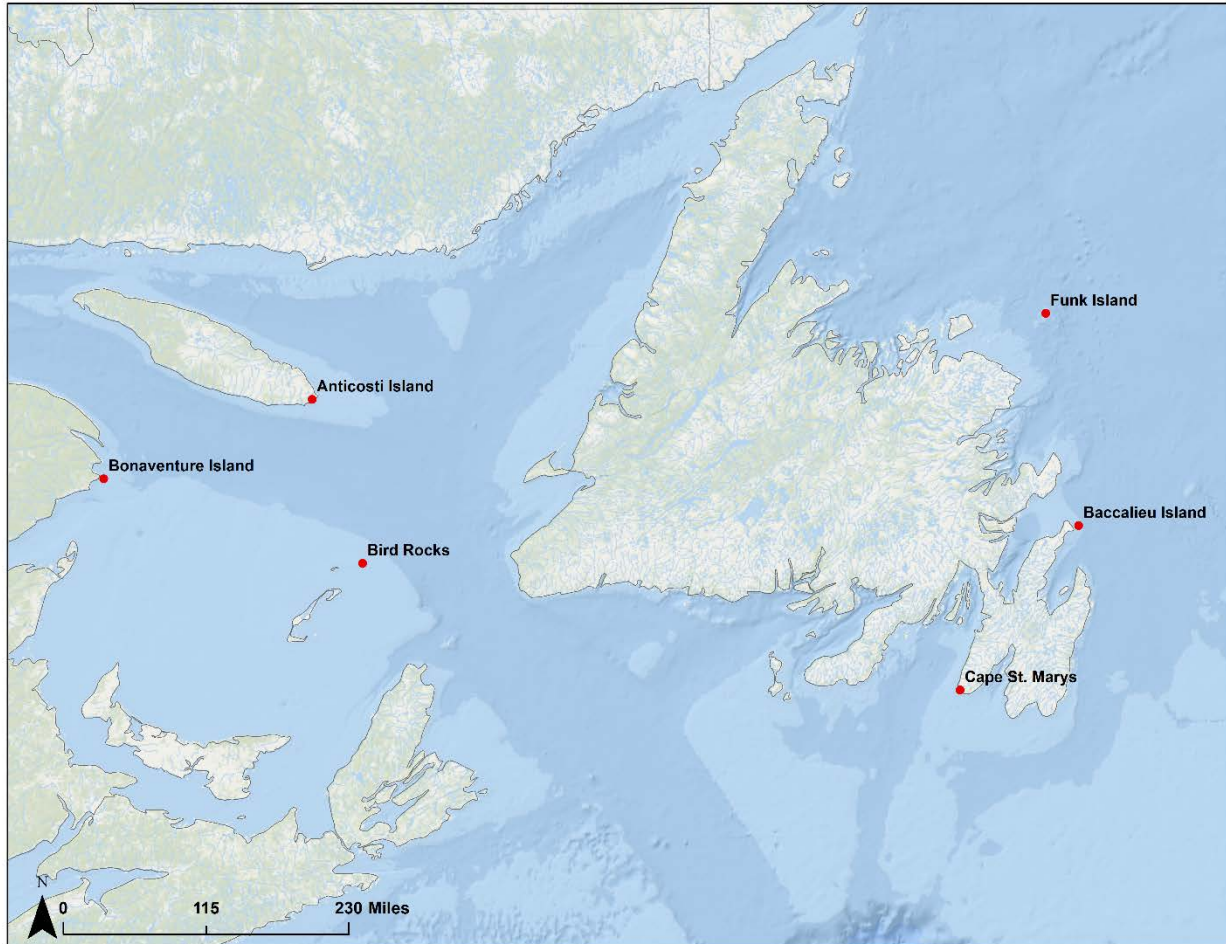 Funk Island
Anticosti Island
Bonaventure Island
Baccalieu Island
Bird Rocks
Cape St. Marys
N
0 115 230 Miles